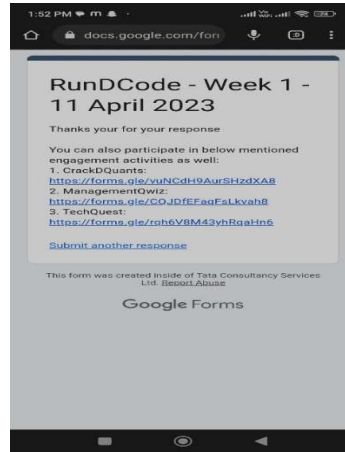 1:52 PM
docs.google.com/forı
RunDCode - Week 1 -
11 April 2023
Thanks your for your response
You can also participate in below mentioned
engagement activities as well:
1. CrackDQuants:
https://forms.gle/yuNCdH9AurSHzdXA8
2. ManagementQwiz:
https://forms.gle/CQJDfEFaqFsLkvah8
3. TechQuest:
https://forms.gle/rqh6V8M43yhRqaHn6
Submit another response
This form was created inside of Tata Consultancy Services
Ltd. Report Abuse
Google Forms